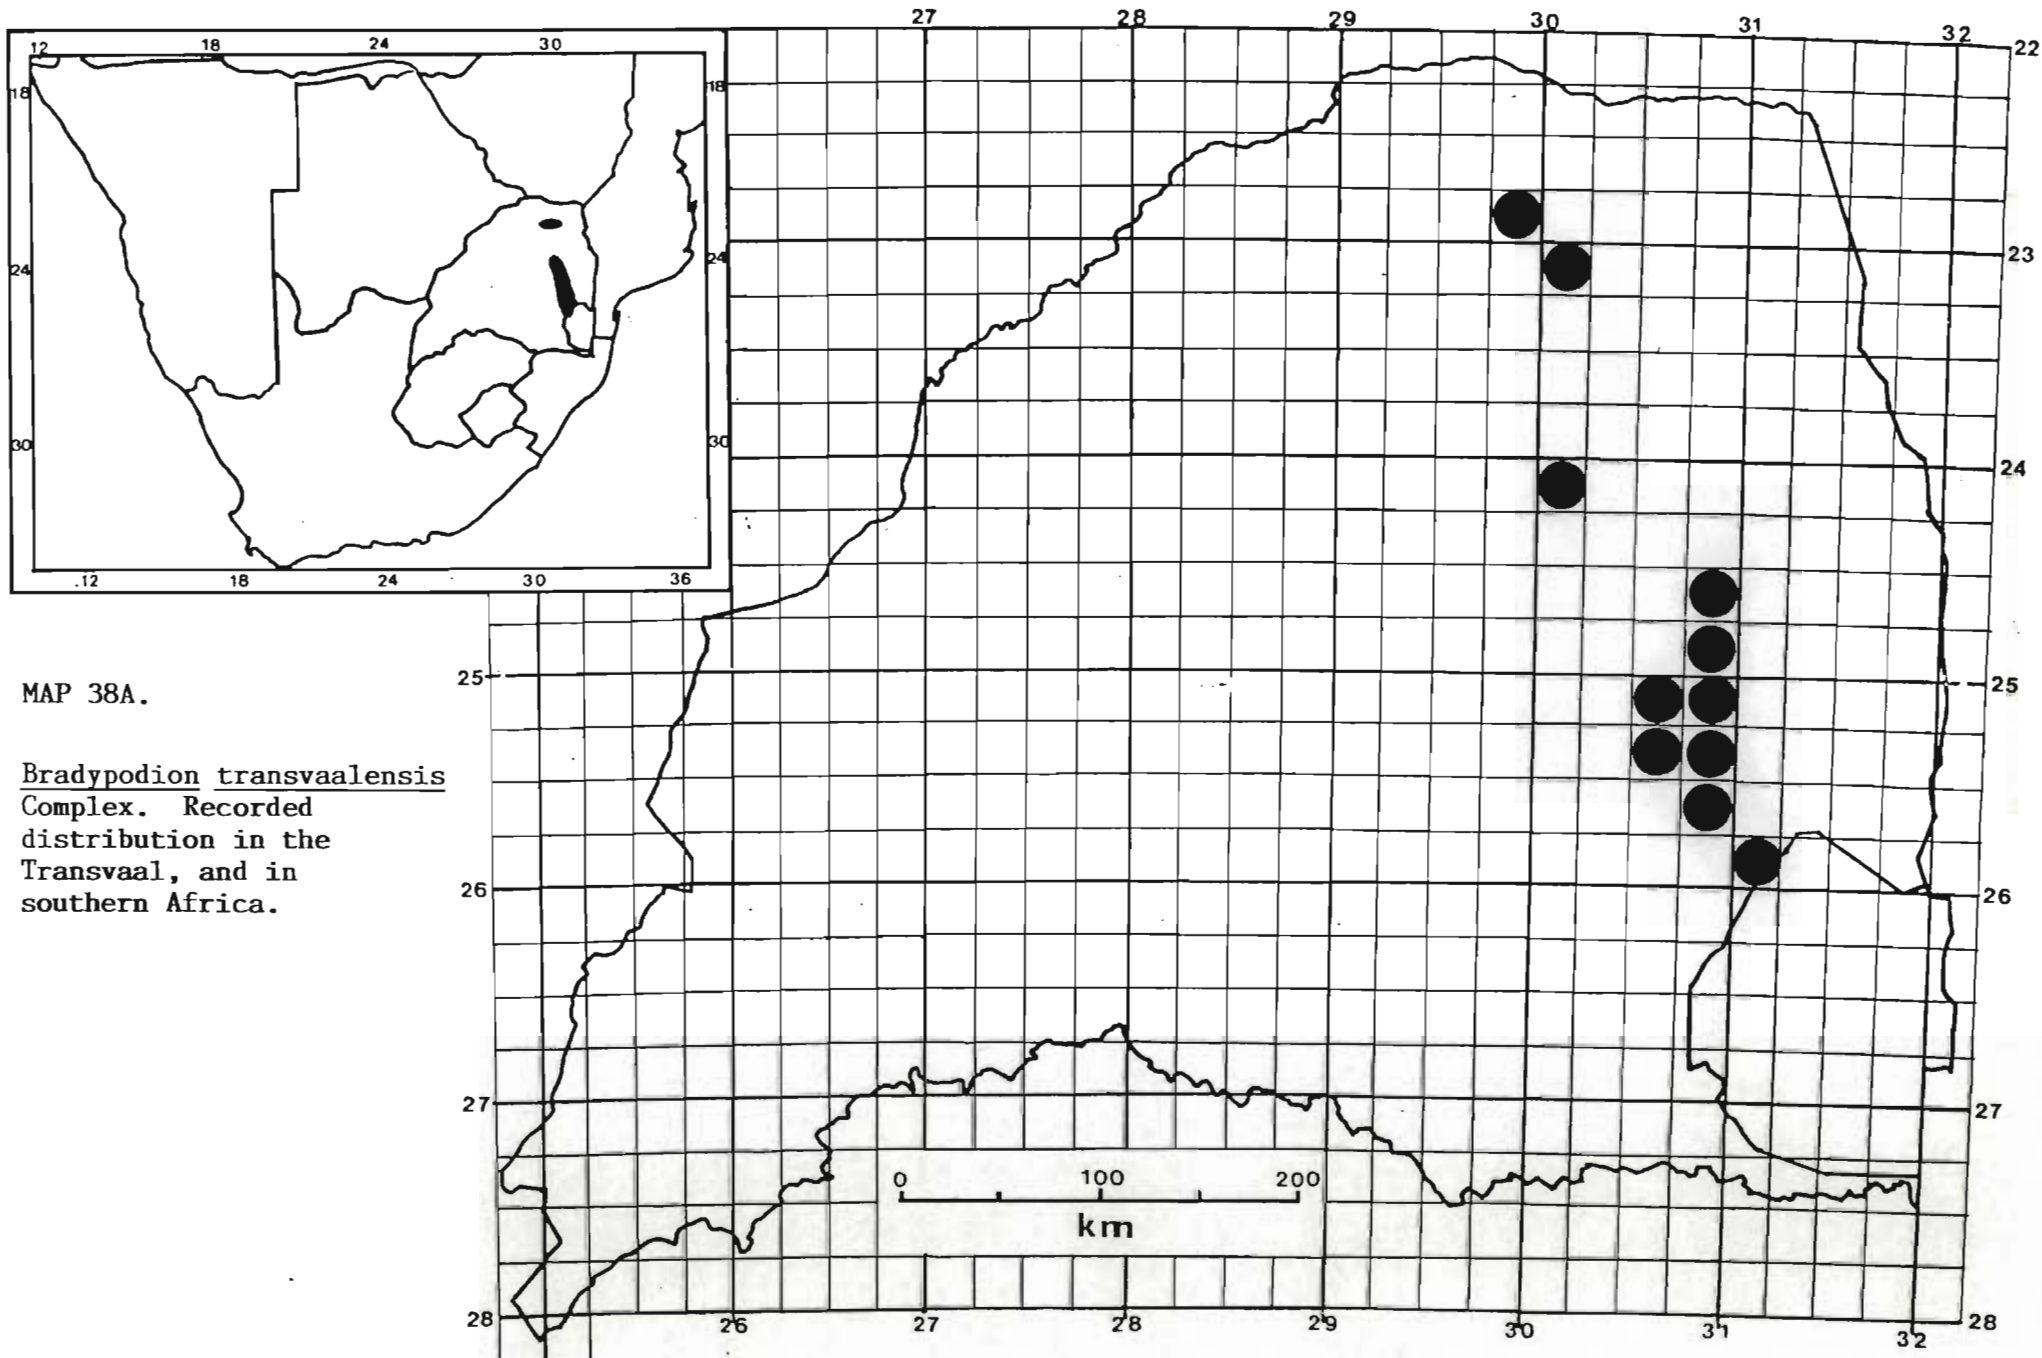 12 18 24 30
18 18
24 24
30 30
.12 18 24 30 36
27 28 29 30 31 32
22
23
24
25 25
26 26
27 27
28 28
26 27 28 29 30 31 32
MAP 38A.
Bradypodion transvaalensis
Complex. Recorded
distribution in the
Transvaal, and in
southern Africa.
0 100 200
km